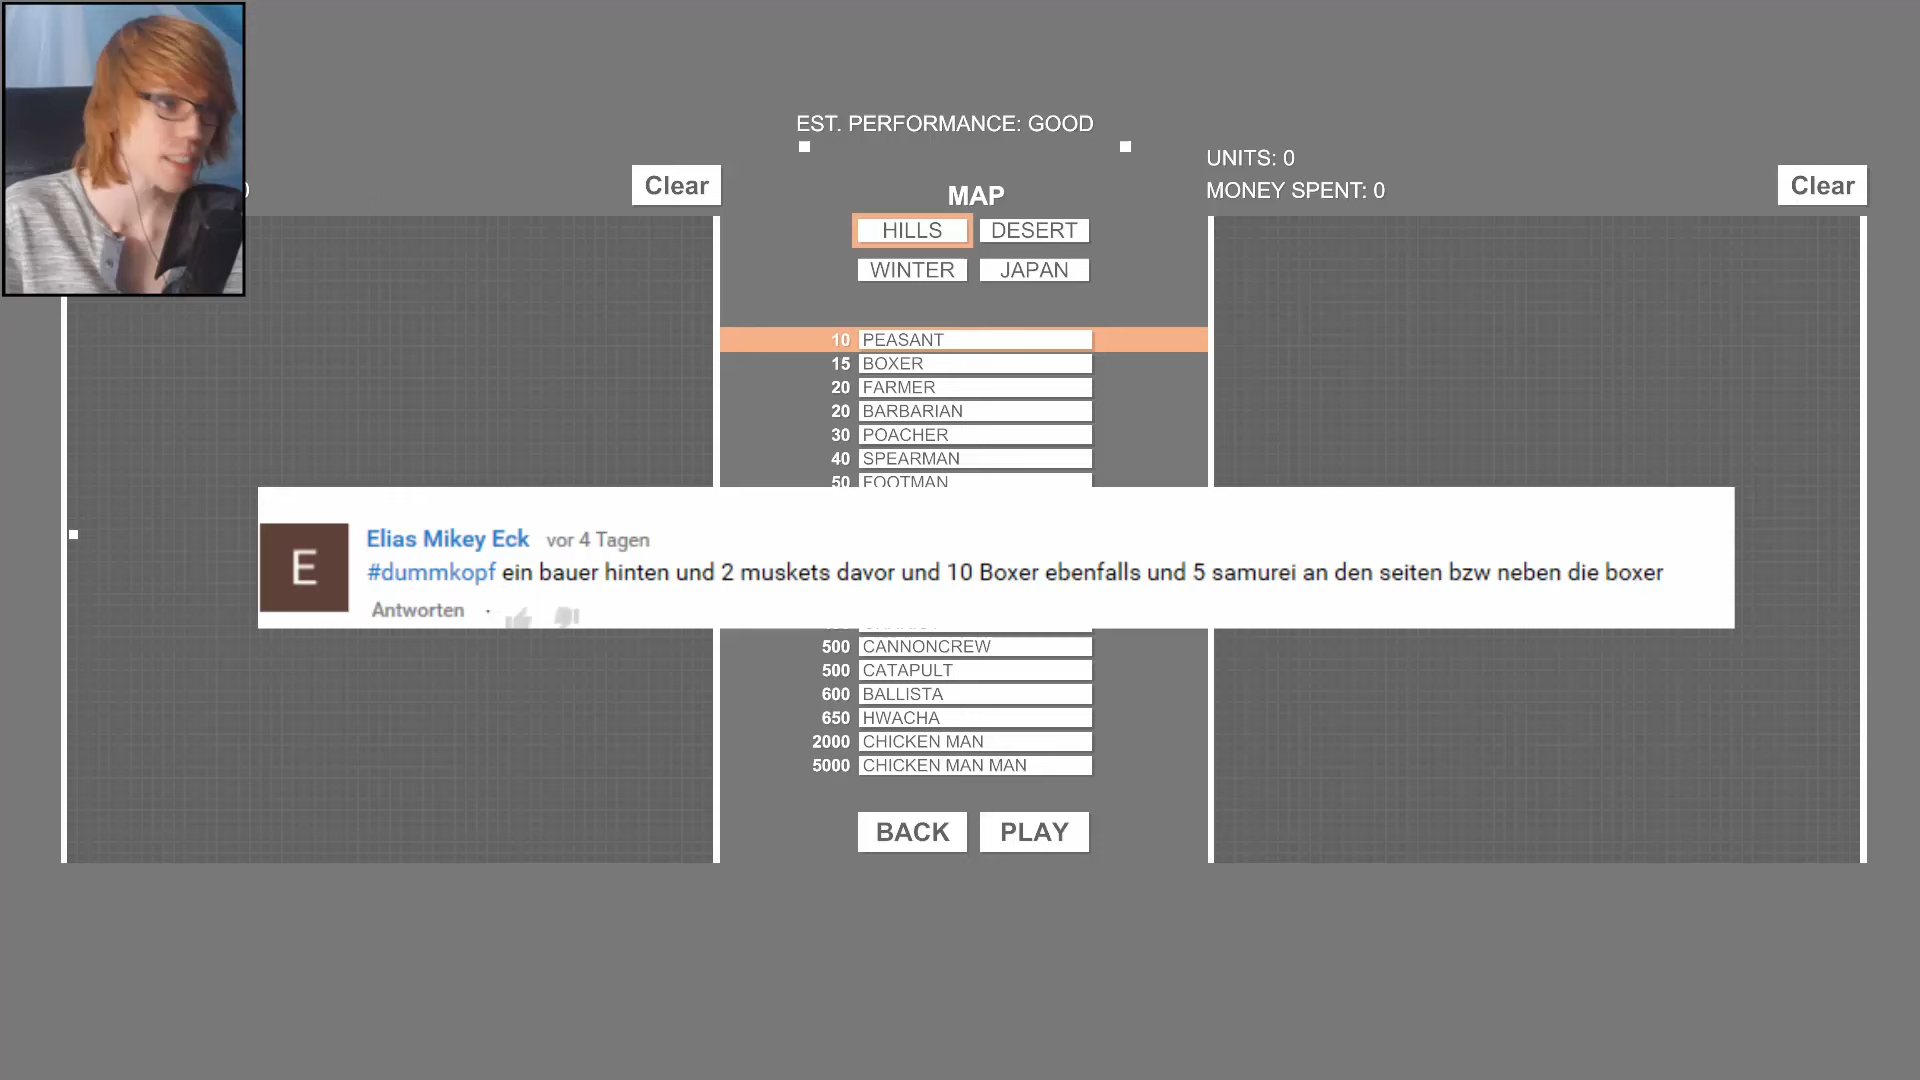 EST. PERFORMANCE: GOOD
UNITS: 0
MONEY SPENT: 0
Clear
Clear
MAP
HILLS DESERT
WINTER JAPAN
10 PEASANT
15 BOXER
20 FARMER
20 BARBARIAN
30 POACHER
40 SPEARMAN
50 FOOTMAN
Elias Mikey Eck vor 4 Tagen
#dummkopf ein bauer hinten und 2 muskets davor und 10 Boxer ebenfalls und 5 samurei an den seiten bzw neben die boxer
Antworten ·
500 CANNONCREW
500 CATAPULT
600 BALLISTA
650 HWACHA
2000 CHICKEN MAN
5000 CHICKEN MAN MAN
BACK PLAY